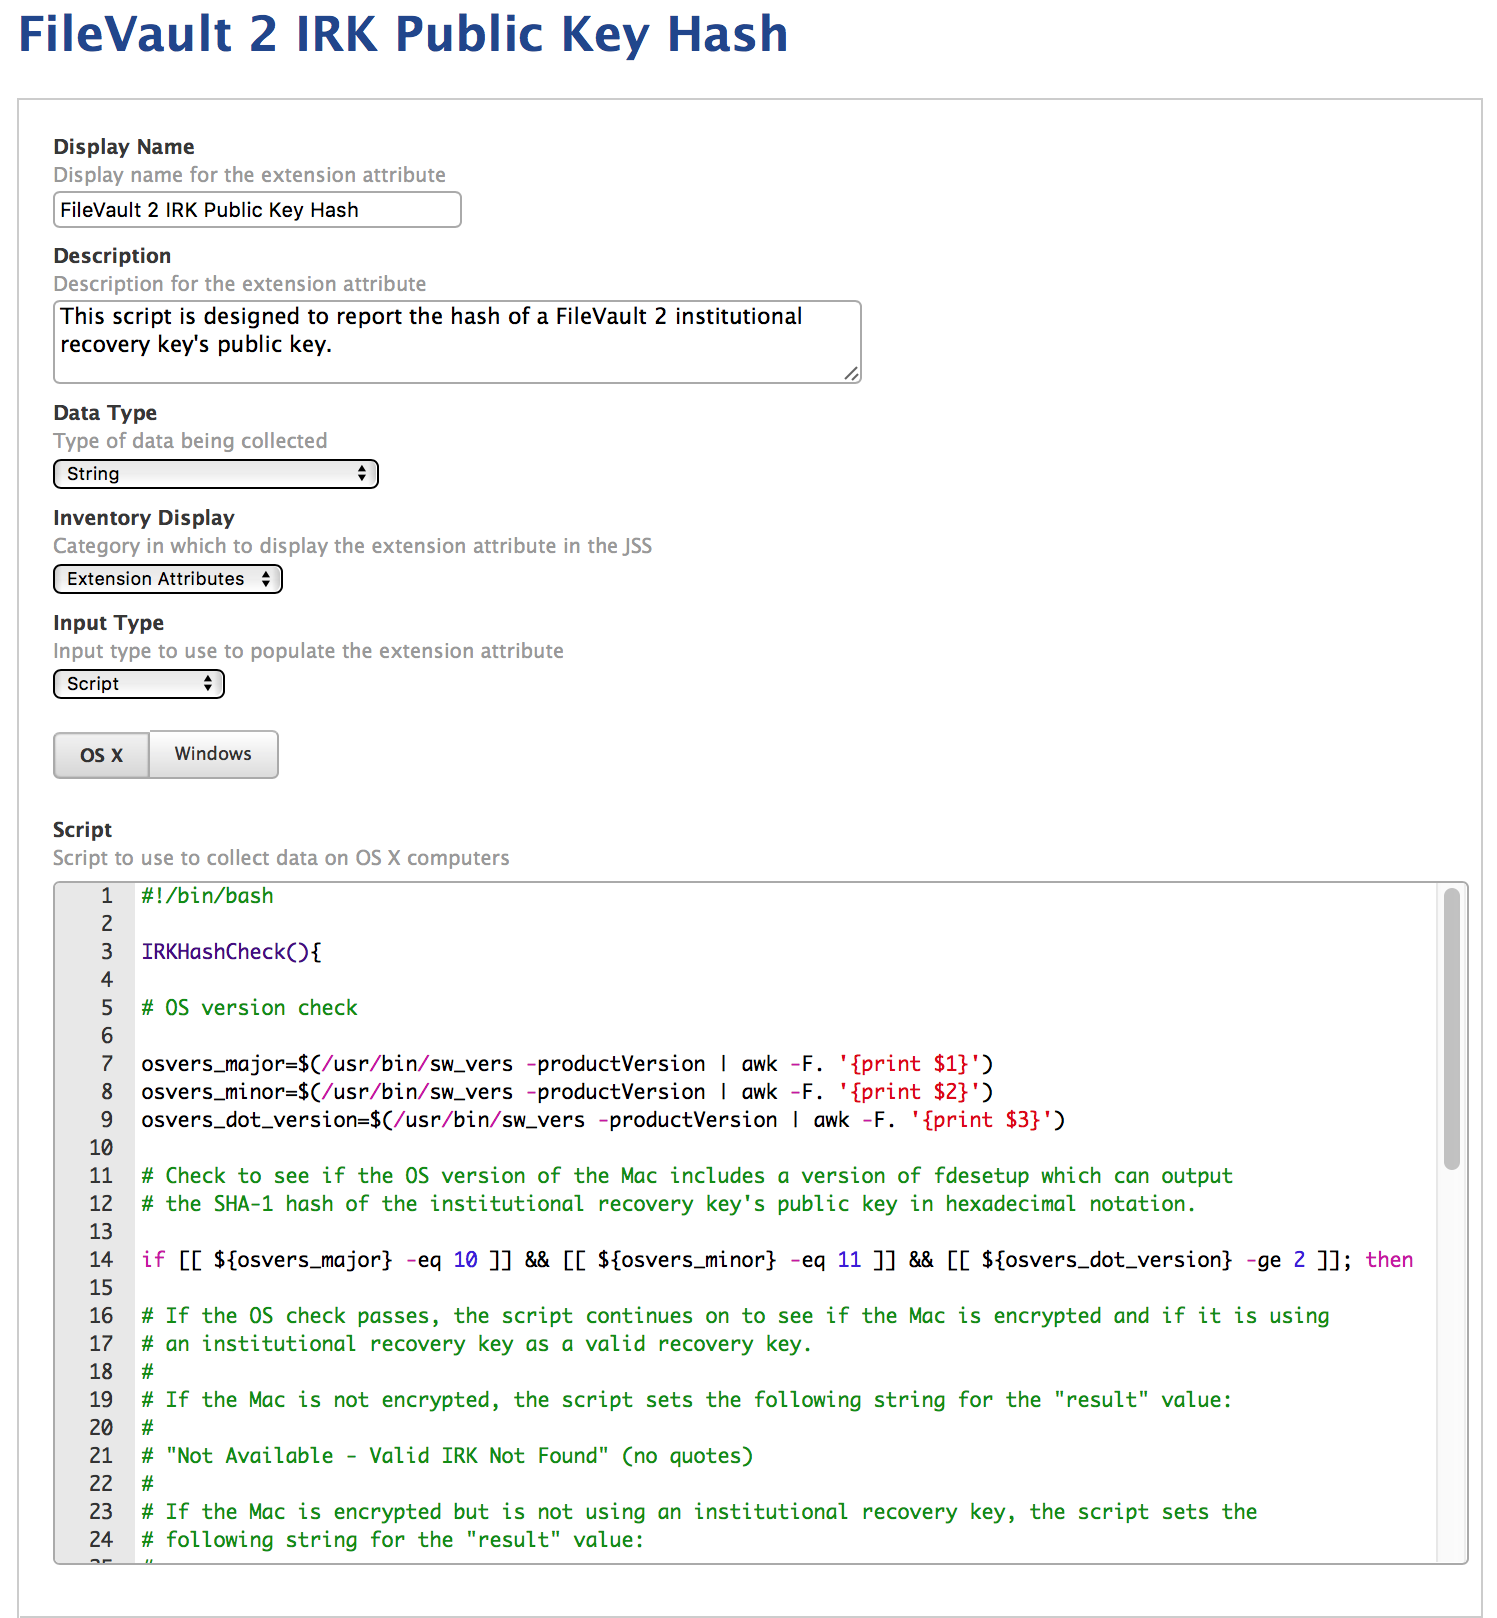 FileVault 2 IRK Public Key Hash
Display Name
Display name for the extension attribute
FileVault 2 IRK Public Key Hash
Description
Description for the extension attribute
This script is designed to report the hash of a FileVault 2 institutional
recovery key's public key.
Data Type
Type of data being collected
String
Inventory Display
Category in which to display the extension attribute in the JSS
Extension Attributes
Input Type
Input type to use to populate the extension attribute
Script
OS X Windows
Script
Script to use to collect data on OS X computers
1 #!/bin/bash
2
3 IRKHashCheck(){
4
5 # OS version check
6
7 osvers_major=$(/usr/bin/sw_vers -productVersion | awk -F. '{print $1}')
8 osvers_minor=$(/usr/bin/sw_vers -productVersion | awk -F. '{print $2}')
9 osvers_dot_version=$(/usr/bin/sw_vers -productVersion | awk -F. '{print $3}')
10
11 # Check to see if the OS version of the Mac includes a version of fdesetup which can output
12 # the SHA-1 hash of the institutional recovery key's public key in hexadecimal notation.
13
14 if [[ ${osvers_major} -eq 10 ]] && [[ ${osvers_minor} -eq 11 ]] && [[ ${osvers_dot_version} -ge 2 ]]; then
15
16 # If the OS check passes, the script continues on to see if the Mac is encrypted and if it is using
17 # an institutional recovery key as a valid recovery key.
18 #
19 # If the Mac is not encrypted, the script sets the following string for the "result" value:
20 #
21 # "Not Available - Valid IRK Not Found" (no quotes)
22 #
23 # If the Mac is encrypted but is not using an institutional recovery key, the script sets the
24 # following string for the "result" value: